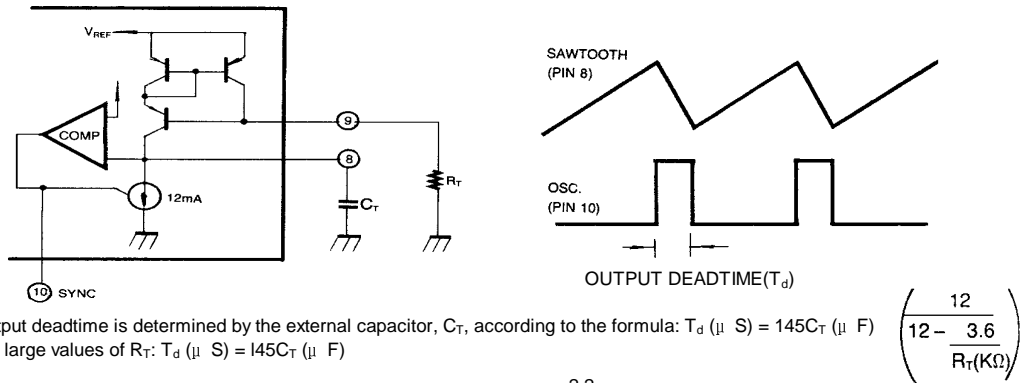 VREF
COMP
12mA
9
8
RT
CT
10 SYNC
SAWTOOTH
(PIN 8)
OSC.
(PIN 10)
OUTPUT DEADTIME(Td)
put deadtime is determined by the external capacitor, CT, according to the formula: Td (μ S) = 145CT (μ F) ( 12 / 12 – 3.6 / RT(KΩ) )
large values of RT: Td (μ S) = I45CT (μ F)